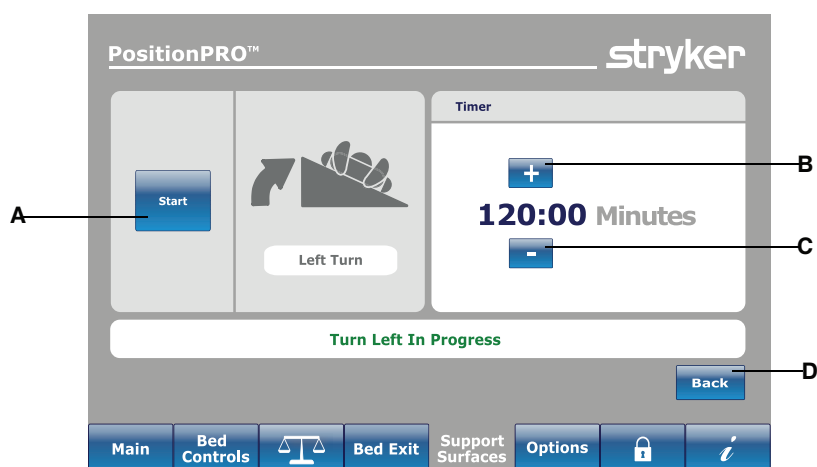 PositionPRO™
stryker
Timer
+
B
Start
120:00 Minutes
A
-
C
Left Turn
Turn Left In Progress
D
Back
Main
Bed
Controls
Bed Exit
Support
Surfaces
Options
i